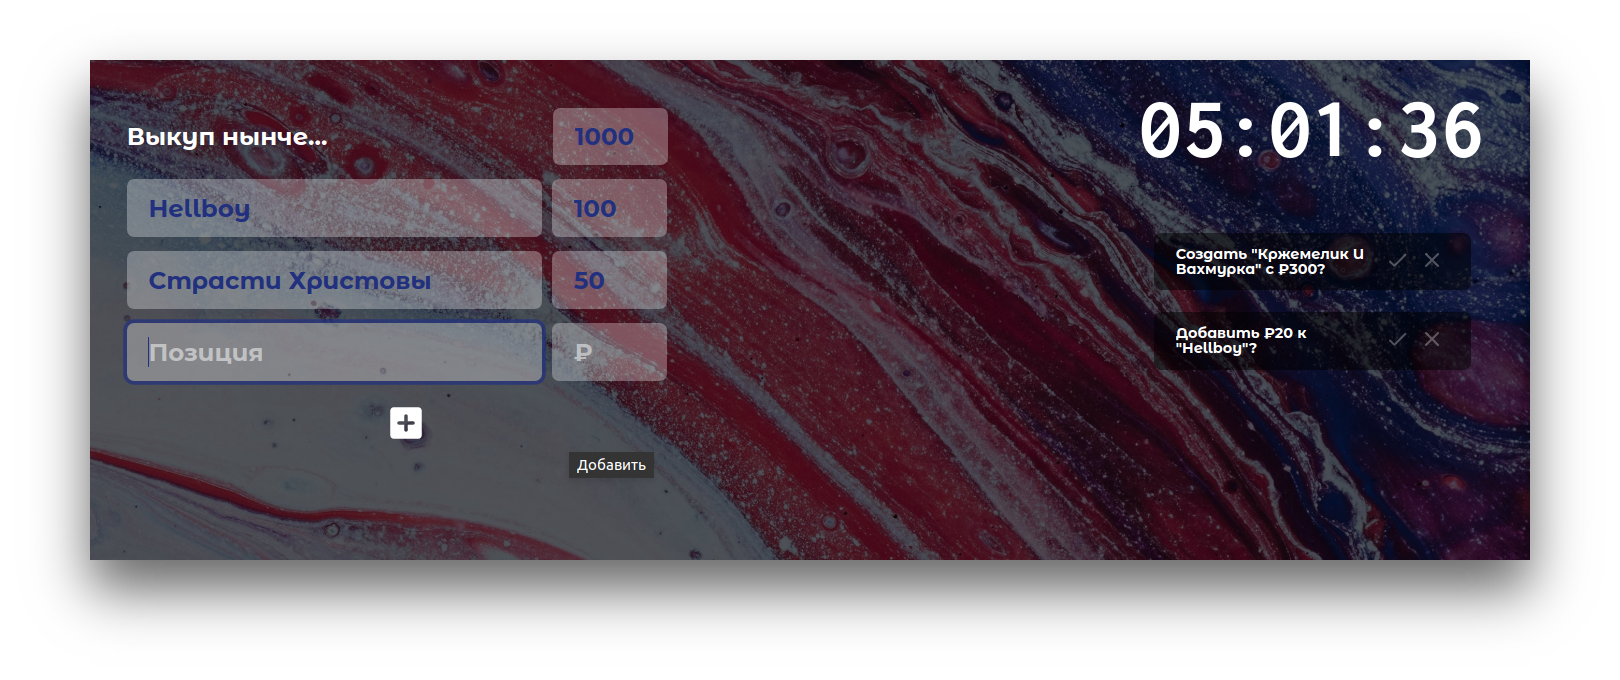 Выкуп нынче...
1000
05:01:36
Hellboy
100
Страсти Христовы
50
Позиция
₽
Добавить
Создать "Кржемелик И
Вахмурка" с ₽300?
Добавить ₽20 к
"Hellboy"?